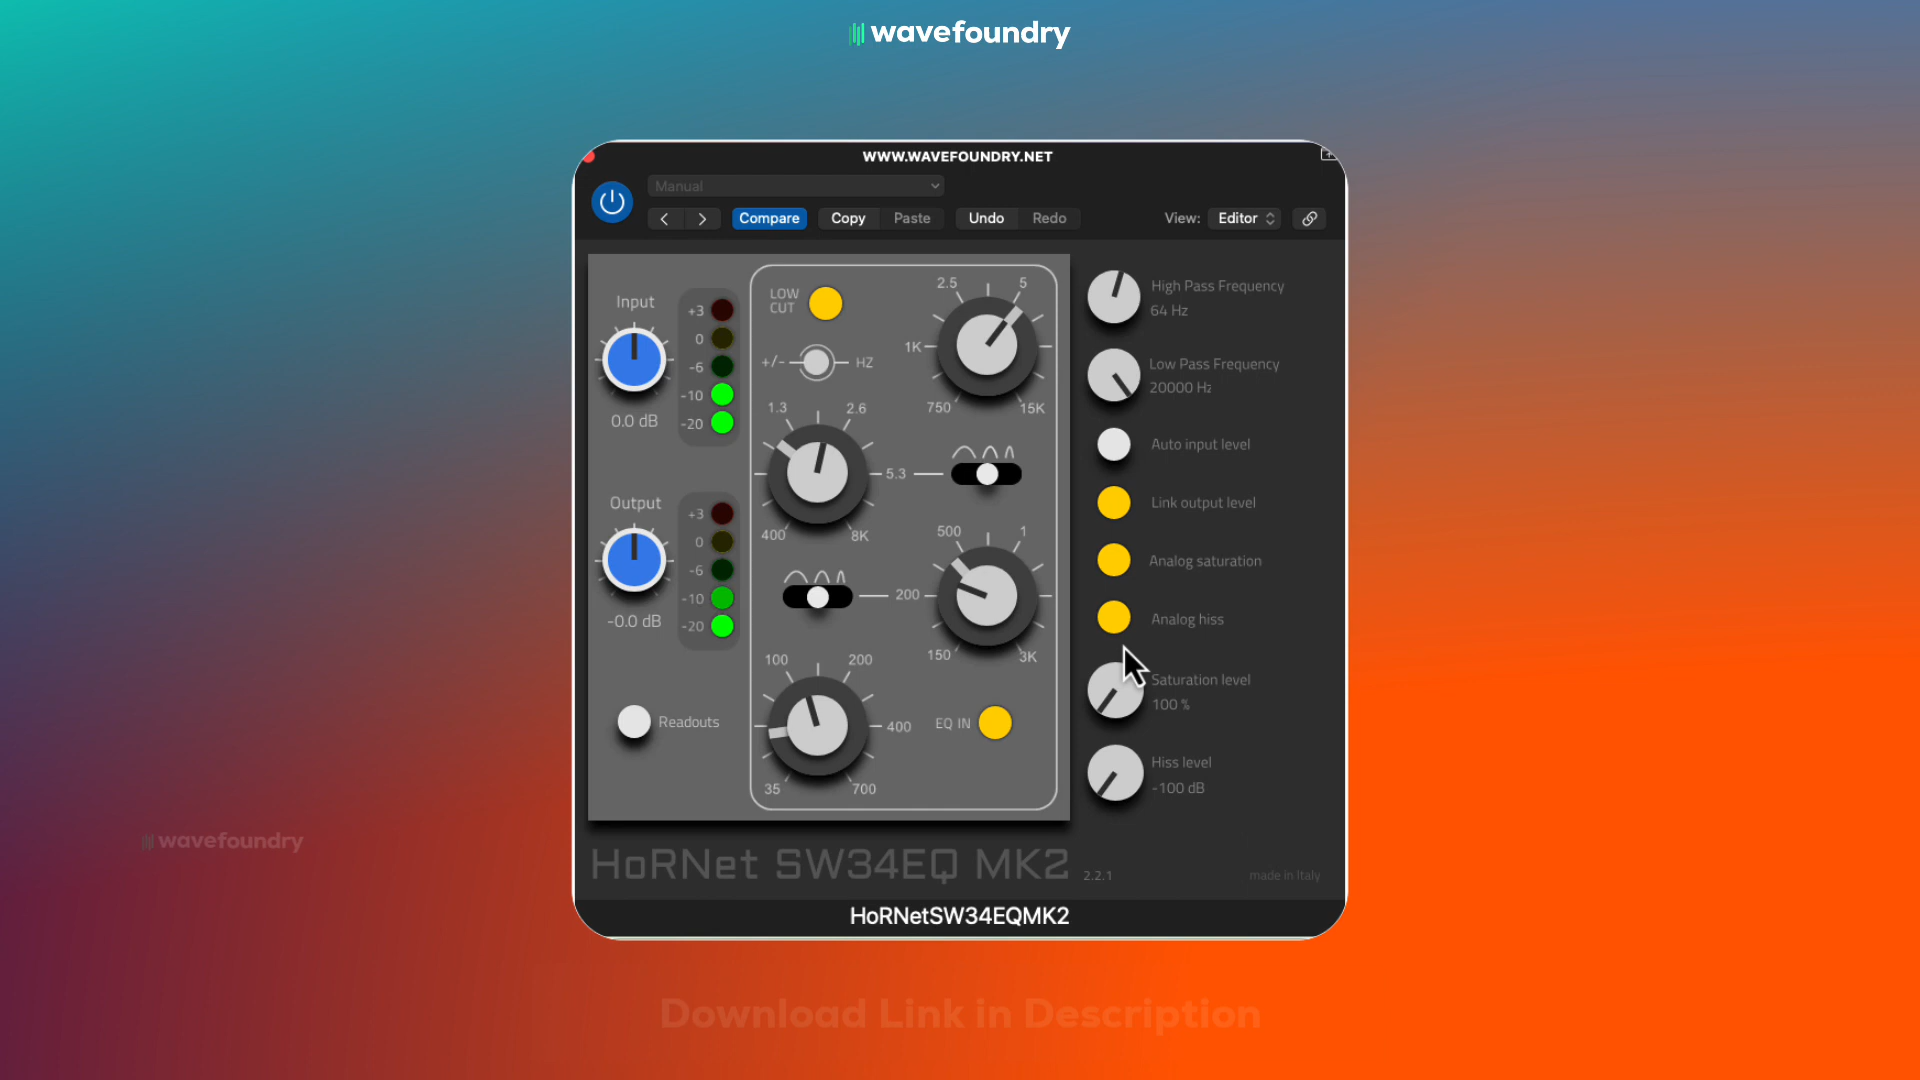 wavefoundry
WWW.WAVEFOUNDRY.NET
Manual
Compare Copy Paste Undo Redo View: Editor
Input
+3
0
-6
-10
-20
0.0 dB
Output
+3
0
-6
-10
-20
-0.0 dB
Readouts
LOW
CUT
+/- HZ
2.5 5
1K
750 15K
1.3 2.6
5.3
400 8K
500 1
200
150 3K
100 200
400
35 700
EQ IN
High Pass Frequency
64 Hz
Low Pass Frequency
20000 Hz
Auto input level
Link output level
Analog saturation
Analog hiss
Saturation level
100 %
Hiss level
-100 dB
wavefoundry
HoRNet SW34EQ MK2 2.2.1 made in Italy
HoRNetSW34EQMK2
Download Link in Description